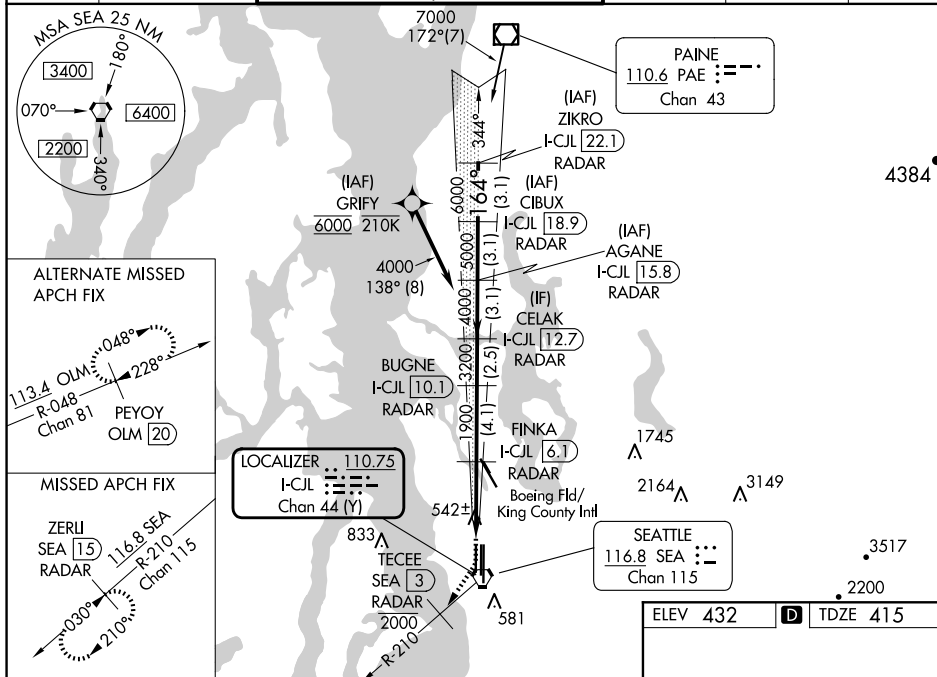 MSA SEA 25 NM
180°
3400
070°
6400
2200
340°
7000
172°(7)
PAINE
110.6 PAE
Chan 43
344°
(IAF)
ZIKRO
I-CJL 22.1
RADAR
4384
(IAF)
GRIFY
6000 210K
4000
138° (8)
6000
164°
(3.1)
(IAF)
CIBUX
I-CJL 18.9
RADAR
5000
(3.1)
(IAF)
AGANE
I-CJL 15.8
RADAR
4000
(3.1)
(IF)
CELAK
I-CJL 12.7
RADAR
3200
(2.5)
BUGNE
I-CJL 10.1
RADAR
1900
(4.1)
FINKA
I-CJL 6.1
RADAR
Boeing Fld/
King County Intl
ALTERNATE MISSED
APCH FIX
048°
228°
113.4 OLM
R-048
Chan 81
PEYOY
OLM 20
LOCALIZER 110.75
I-CJL
Chan 44 (Y)
542±
1745
2164
3149
MISSED APCH FIX
ZERLI
SEA 15
RADAR
116.8 SEA
R-210
Chan 115
030°
210°
833
TECEE
SEA 3
RADAR
2000
R-210
581
SEATTLE
116.8 SEA
Chan 115
3517
2200
ELEV 432 D TDZE 415